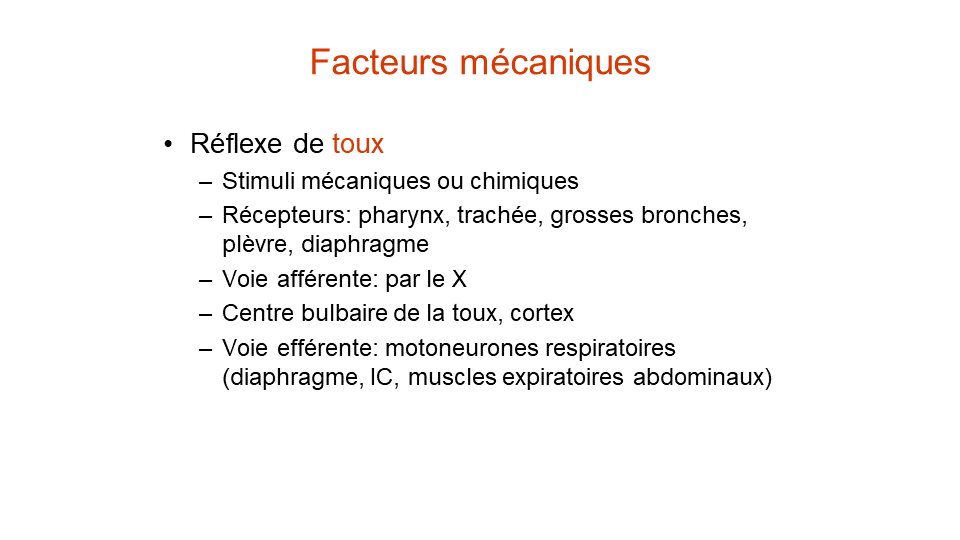 Facteurs mécaniques
• Réflexe de toux
– Stimuli mécaniques ou chimiques
– Récepteurs: pharynx, trachée, grosses bronches,
plèvre, diaphragme
– Voie afférente: par le X
– Centre bulbaire de la toux, cortex
– Voie efférente: motoneurones respiratoires
(diaphragme, IC, muscles expiratoires abdominaux)